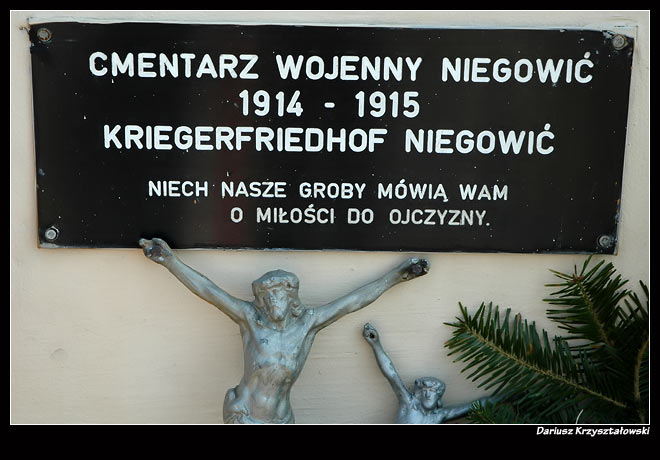 CMENTARZ WOJENNY NIEGOWIĆ
1914 - 1915
KRIEGERFRIEDHOF NIEGOWIĆ
NIECH NASZE GROBY MÓWIĄ WAM
O MIŁOŚCI DO OJCZYZNY.
Dariusz Krzyształowski